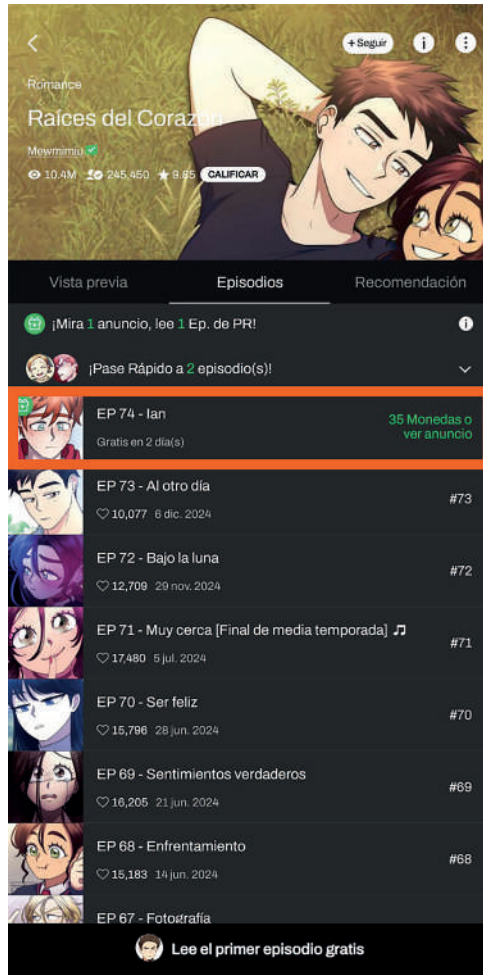 +Seguir
Romance
Raíces del Corazón
Mewmimiu
10.4M 245,450 9.85 CALIFICAR
Vista previa Episodios Recomendación
¡Mira 1 anuncio, lee 1 Ep. de PR!
¡Pase Rápido a 2 episodio(s)!
EP 74 - Ian
Gratis en 2 día(s)
35 Monedas o
ver anuncio
EP 73 - Al otro día
10,077 6 dic. 2024
#73
EP 72 - Bajo la luna
12,709 29 nov. 2024
#72
EP 71 - Muy cerca [Final de media temporada] ♫
17,480 5 jul. 2024
#71
EP 70 - Ser feliz
15,796 28 jun. 2024
#70
EP 69 - Sentimientos verdaderos
16,205 21 jun. 2024
#69
EP 68 - Enfrentamiento
15,183 14 jun. 2024
#68
EP 67 - Fotografía
Lee el primer episodio gratis